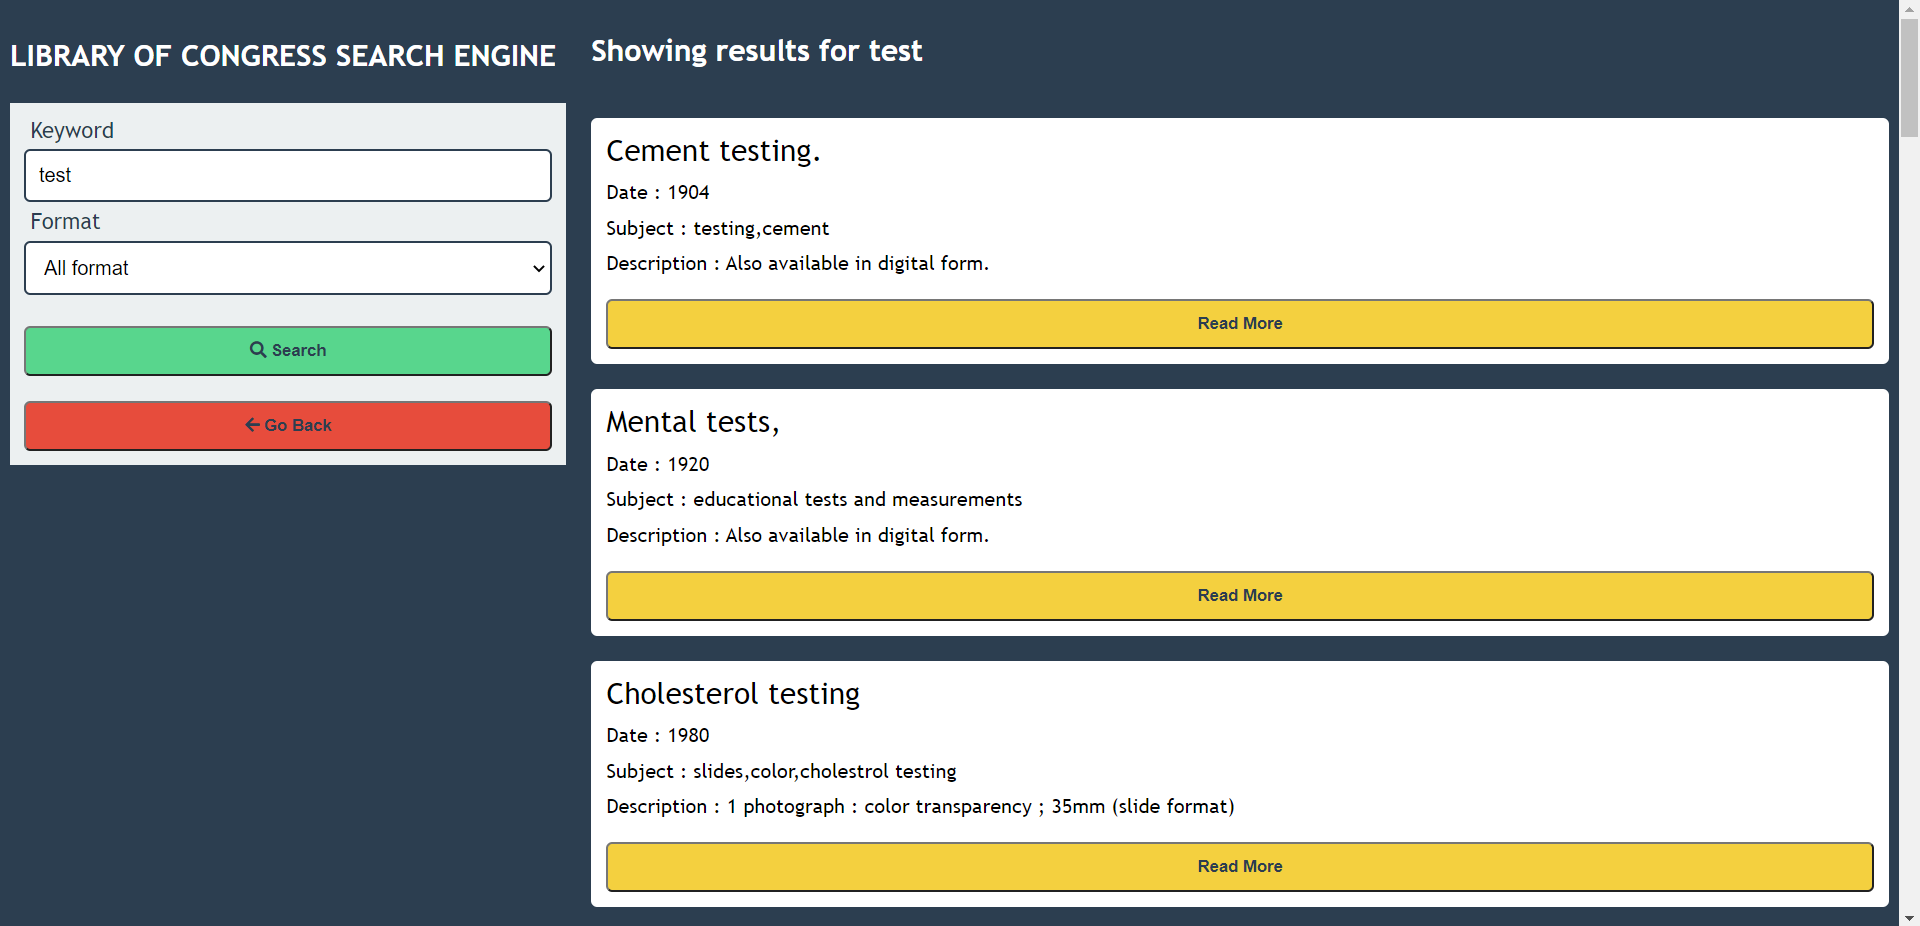 LIBRARY OF CONGRESS SEARCH ENGINE
Keyword
test
Format
All format
Search
Go Back
Showing results for test
Cement testing.
Date : 1904
Subject : testing,cement
Description : Also available in digital form.
Read More
Mental tests,
Date : 1920
Subject : educational tests and measurements
Description : Also available in digital form.
Read More
Cholesterol testing
Date : 1980
Subject : slides,color,cholestrol testing
Description : 1 photograph : color transparency ; 35mm (slide format)
Read More